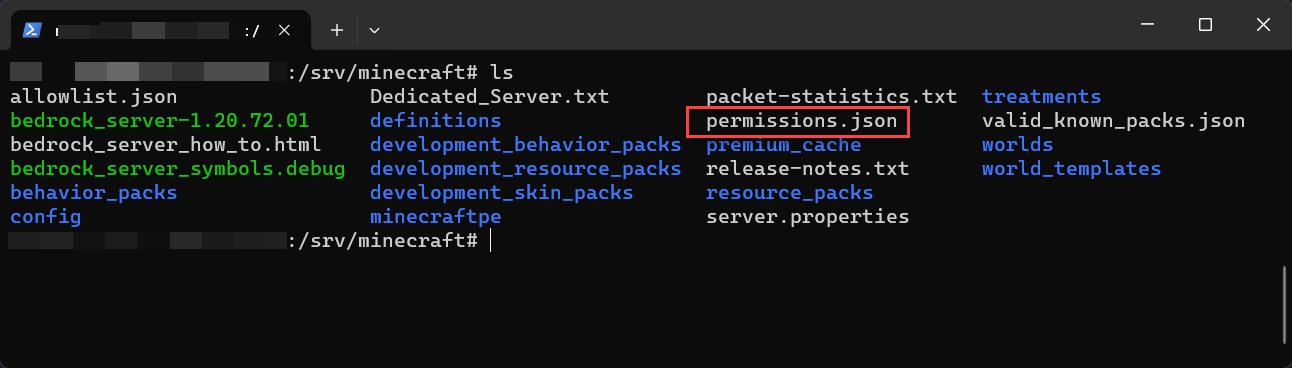 :/
:/srv/minecraft# ls
allowlist.json Dedicated_Server.txt packet-statistics.txt treatments
bedrock_server-1.20.72.01 definitions permissions.json valid_known_packs.json
bedrock_server_how_to.html development_behavior_packs premium_cache worlds
bedrock_server_symbols.debug development_resource_packs release-notes.txt world_templates
behavior_packs development_skin_packs resource_packs
config minecraftpe server.properties
:/srv/minecraft#